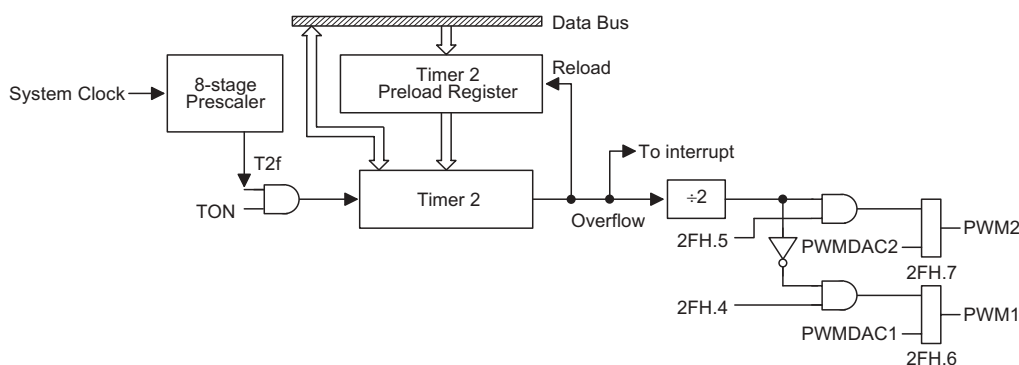 Data Bus
System Clock
8-stage
Prescaler
Timer 2
Preload Register
Reload
T2f
TON
Timer 2
To interrupt
Overflow
÷2
2FH.5
PWMDAC2
PWM2
2FH.7
2FH.4
PWMDAC1
PWM1
2FH.6